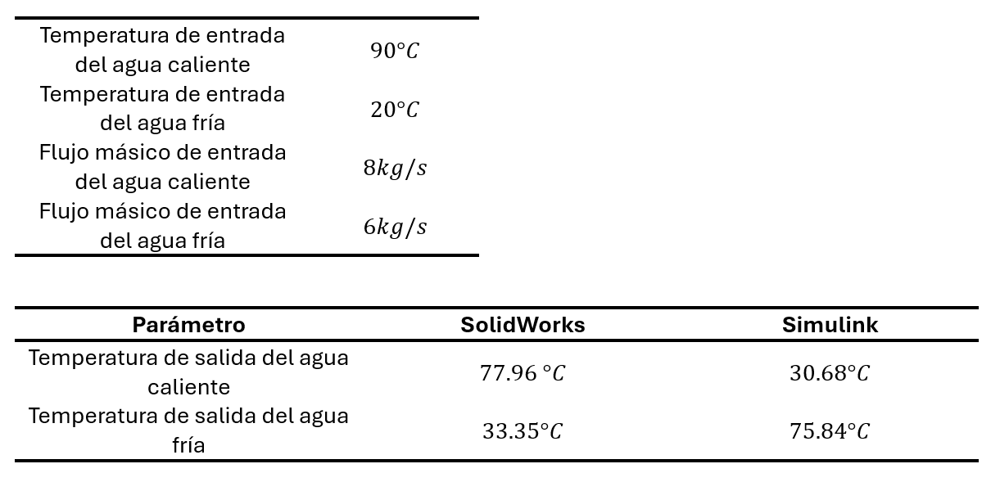 Temperatura de entrada
del agua caliente
90°C
Temperatura de entrada
del agua fría
20°C
Flujo másico de entrada
del agua caliente
8kg/s
Flujo másico de entrada
del agua fría
6kg/s
Parámetro SolidWorks Simulink
Temperatura de salida del agua
caliente
77.96 °C 30.68°C
Temperatura de salida del agua
fría
33.35°C 75.84°C